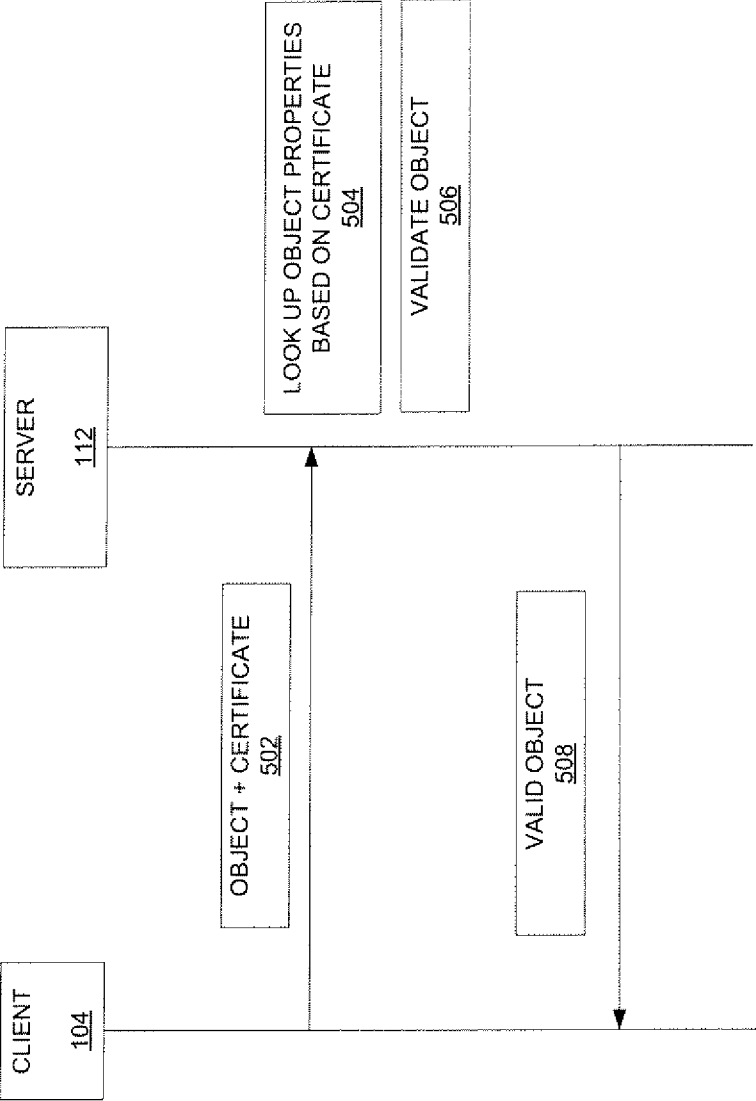 CLIENT
104
SERVER
112
OBJECT + CERTIFICATE
502
LOOK UP OBJECT PROPERTIES
BASED ON CERTIFICATE
504
VALIDATE OBJECT
506
VALID OBJECT
508